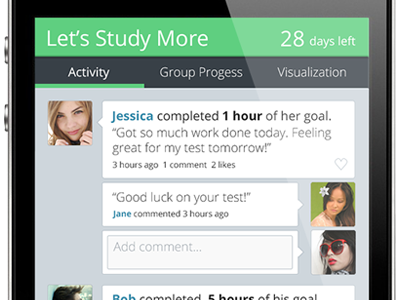 Let's Study More
28 days left
Activity
Group Progess
Visualization
Jessica completed 1 hour of her goal.
“Got so much work done today. Feeling
great for my test tomorrow!”
3 hours ago 1 comment 2 likes
“Good luck on your test!”
Jane commented 3 hours ago
Add comment...
Bob completed 5 hours of his goal.